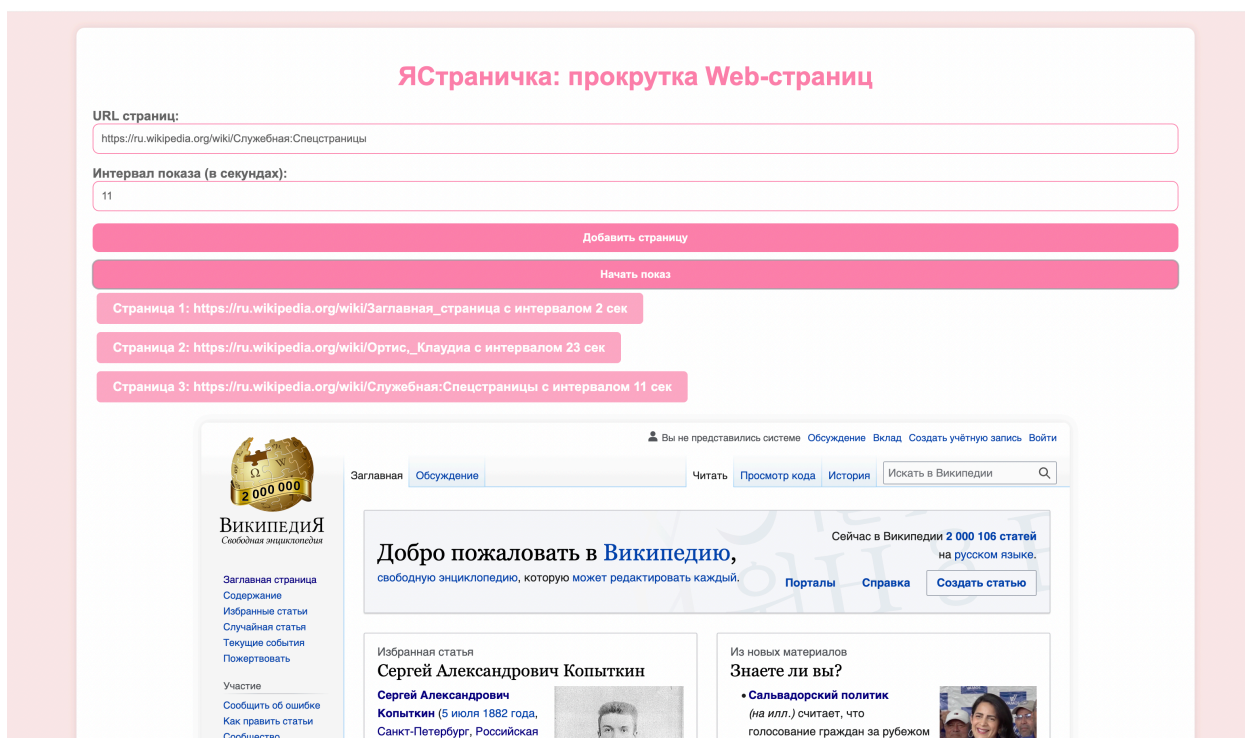 ЯСтраничка: прокрутка Web-страниц
URL страниц:
https://ru.wikipedia.org/wiki/Служебная:Спецстраницы
Интервал показа (в секундах):
11
Добавить страницу
Начать показ
Страница 1: https://ru.wikipedia.org/wiki/Заглавная_страница с интервалом 2 сек
Страница 2: https://ru.wikipedia.org/wiki/Ортис,_Клаудиа с интервалом 23 сек
Страница 3: https://ru.wikipedia.org/wiki/Служебная:Спецстраницы с интервалом 11 сек
Вы не представились системе Обсуждение Вклад Создать учётную запись Войти
Заглавная Обсуждение Читать Просмотр кода История Искать в Википедии
Ω W
2 000 000
ВикипедиЯ
Свободная энциклопедия
Заглавная страница
Содержание
Избранные статьи
Случайная статья
Текущие события
Пожертвовать
Участие
Сообщить об ошибке
Как править статьи
Сообщество
Добро пожаловать в Википедию,
свободную энциклопедию, которую может редактировать каждый.
Сейчас в Википедии 2 000 106 статей
на русском языке.
Порталы Справка Создать статью
Избранная статья
Сергей Александрович Копыткин
Сергей Александрович
Копыткин (5 июля 1882 года,
Санкт-Петербург, Российская
Из новых материалов
Знаете ли вы?
• Сальвадорский политик
(на илл.) считает, что
голосование граждан за рубежом